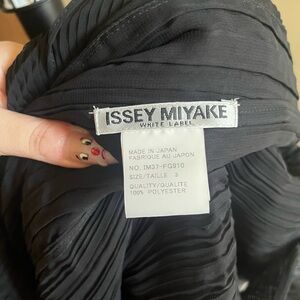 ISSEY MIYAKE
WHITE LABEL
MADE IN JAPAN
FABRIQUE AU JAPON
NO. IM37-FG910
SIZE/TAILLE 3
QUALITY/QUALITE
100% POLYESTER